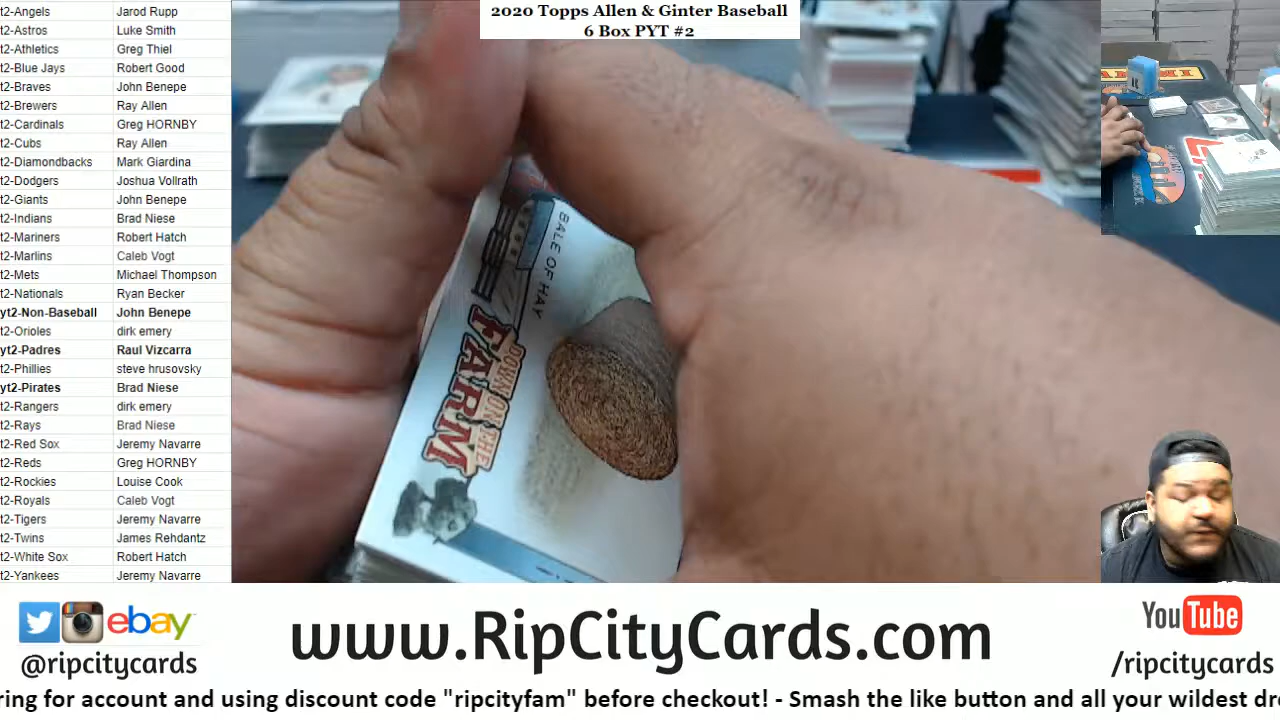 2020 Topps Allen & Ginter Baseball
6 Box PYT #2
t2-Angels Jarod Rupp
t2-Astros Luke Smith
t2-Athletics Greg Thiel
t2-Blue Jays Robert Good
t2-Braves John Benepe
t2-Brewers Ray Allen
t2-Cardinals Greg HORNBY
t2-Cubs Ray Allen
t2-Diamondbacks Mark Giardina
t2-Dodgers Joshua Vollrath
t2-Giants John Benepe
t2-Indians Brad Niese
t2-Mariners Robert Hatch
t2-Marlins Caleb Vogt
t2-Mets Michael Thompson
t2-Nationals Ryan Becker
yt2-Non-Baseball John Benepe
t2-Orioles dirk emery
yt2-Padres Raul Vizcarra
t2-Phillies steve hrusovsky
yt2-Pirates Brad Niese
t2-Rangers dirk emery
t2-Rays Brad Niese
t2-Red Sox Jeremy Navarre
t2-Reds Greg HORNBY
t2-Rockies Louise Cook
t2-Royals Caleb Vogt
t2-Tigers Jeremy Navarre
t2-Twins James Rehdantz
t2-White Sox Robert Hatch
t2-Yankees Jeremy Navarre
BALE OF HAY
DOWN ON THE
FARM
ebay
@ripcitycards
www.RipCityCards.com
YouTube
/ripcitycards
ring for account and using discount code "ripcityfam" before checkout! - Smash the like button and all your wildest dr